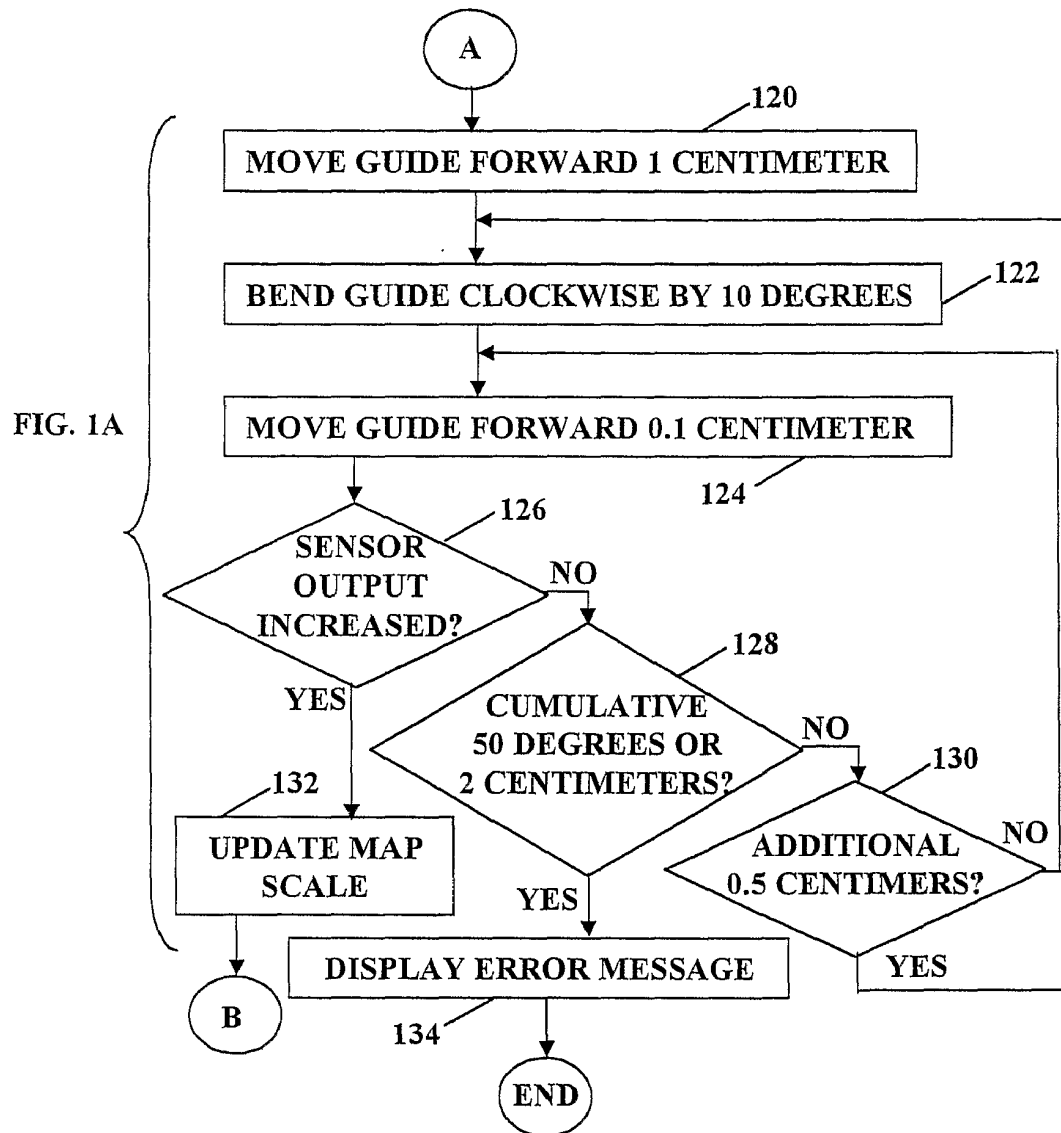 A
120
MOVE GUIDE FORWARD 1 CENTIMETER
BEND GUIDE CLOCKWISE BY 10 DEGREES
122
FIG. 1A
MOVE GUIDE FORWARD 0.1 CENTIMETER
124
126
SENSOR
OUTPUT
INCREASED?
NO
YES
128
CUMULATIVE
50 DEGREES OR
2 CENTIMETERS?
NO
130
132
UPDATE MAP
SCALE
YES
ADDITIONAL
0.5 CENTIMERS?
NO
YES
DISPLAY ERROR MESSAGE
134
B
END